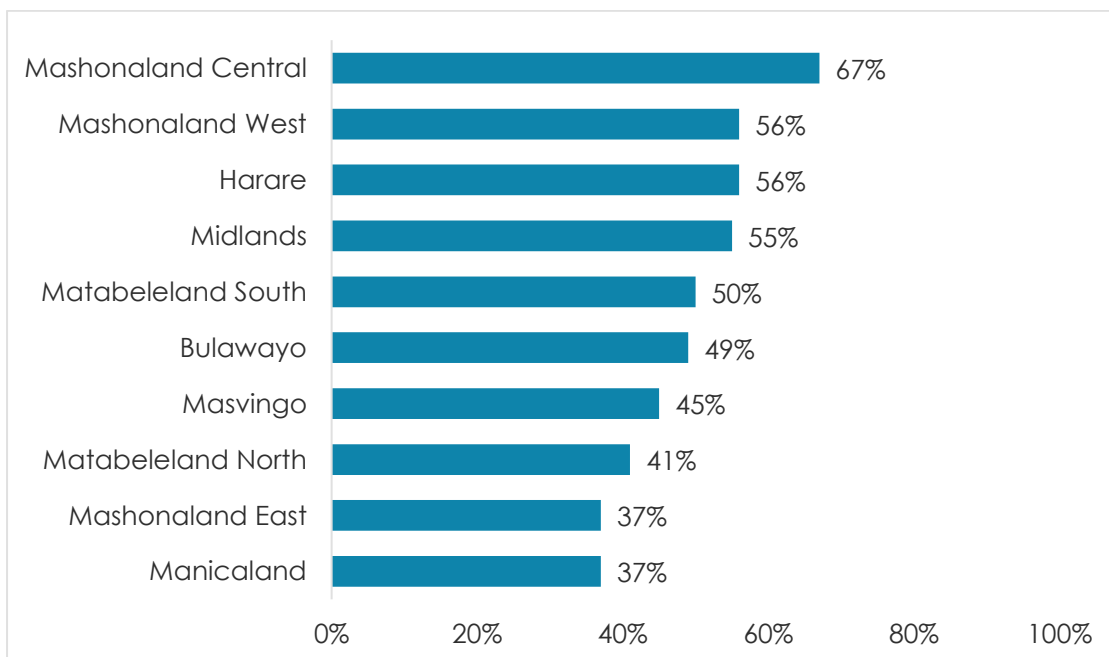 Mashonaland Central 67%
Mashonaland West 56%
Harare 56%
Midlands 55%
Matabeleland South 50%
Bulawayo 49%
Masvingo 45%
Matabeleland North 41%
Mashonaland East 37%
Manicaland 37%
0% 20% 40% 60% 80% 100%